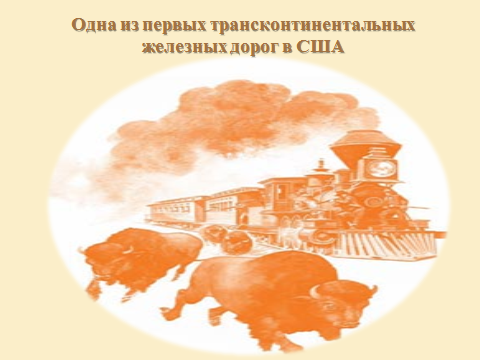 Одна из первых трансконтинентальных
железных дорог в США